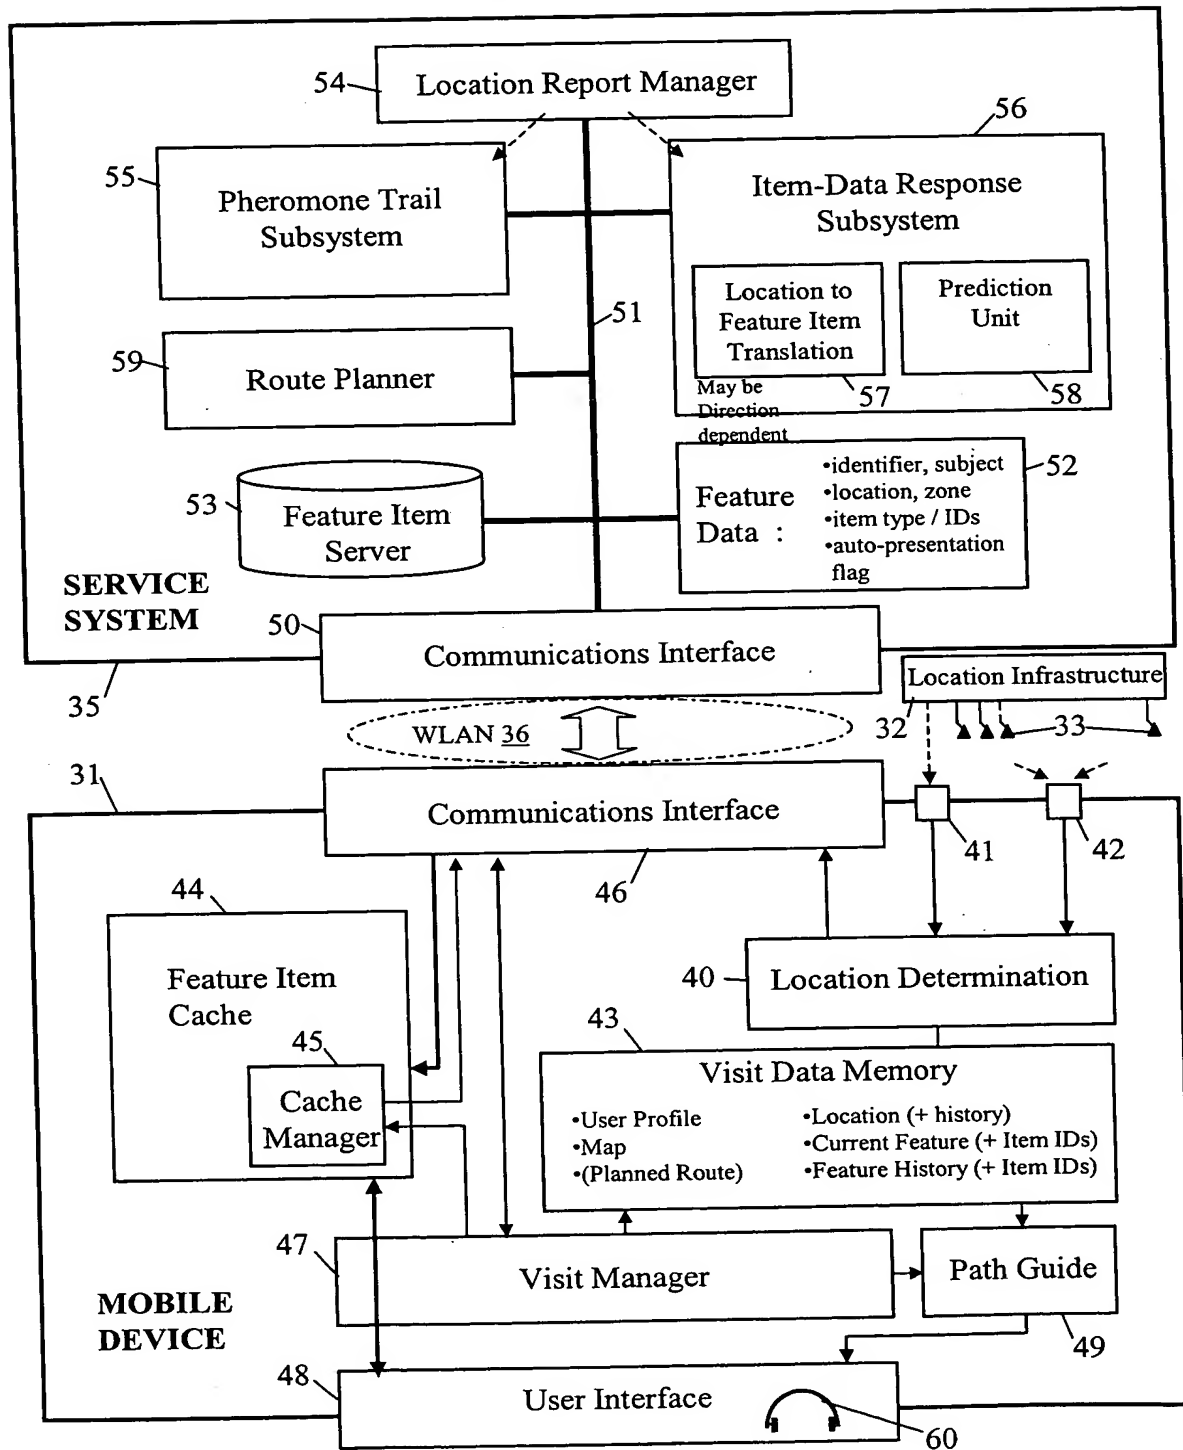 54
Location Report Manager
56
55
Pheromone Trail
Subsystem
Item-Data Response
Subsystem
Location to
Feature Item
Translation
Prediction
Unit
51
59
Route Planner
May be
Direction
dependent
57
58
53
Feature Item
Server
Feature
Data :
•identifier, subject
•location, zone
•item type / IDs
•auto-presentation
flag
52
SERVICE
SYSTEM
50
Communications Interface
35
Location Infrastructure
WLAN 36
32
33
31
Communications Interface
41
42
46
44
Feature Item
Cache
40
Location Determination
45
Cache
Manager
43
Visit Data Memory
•User Profile
•Map
•(Planned Route)
•Location (+ history)
•Current Feature (+ Item IDs)
•Feature History (+ Item IDs)
47
Visit Manager
Path Guide
MOBILE
DEVICE
49
48
User Interface
60